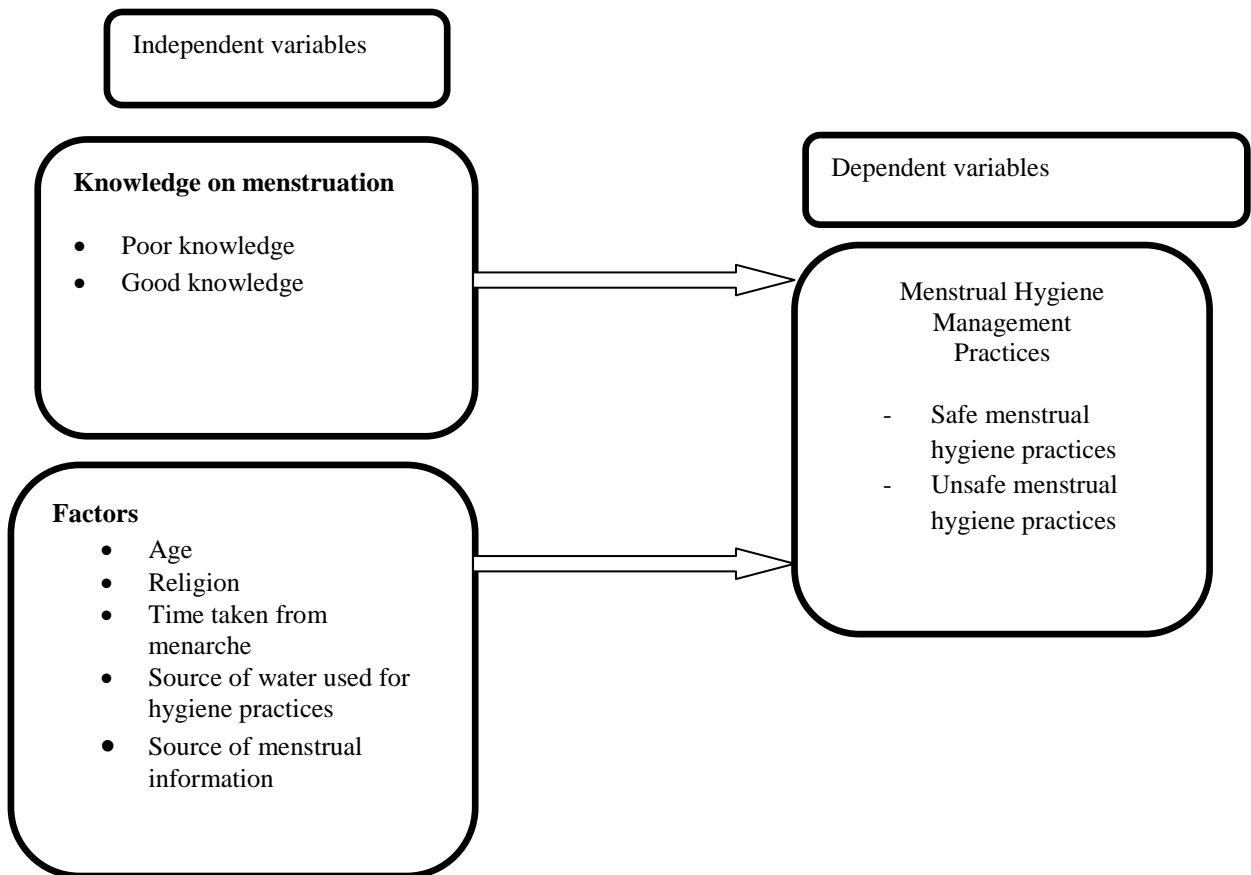 Independent variables
Knowledge on menstruation
• Poor knowledge
• Good knowledge
Factors
• Age
• Religion
• Time taken from
menarche
• Source of water used for
hygiene practices
• Source of menstrual
information
Dependent variables
Menstrual Hygiene
Management
Practices
- Safe menstrual
hygiene practices
- Unsafe menstrual
hygiene practices